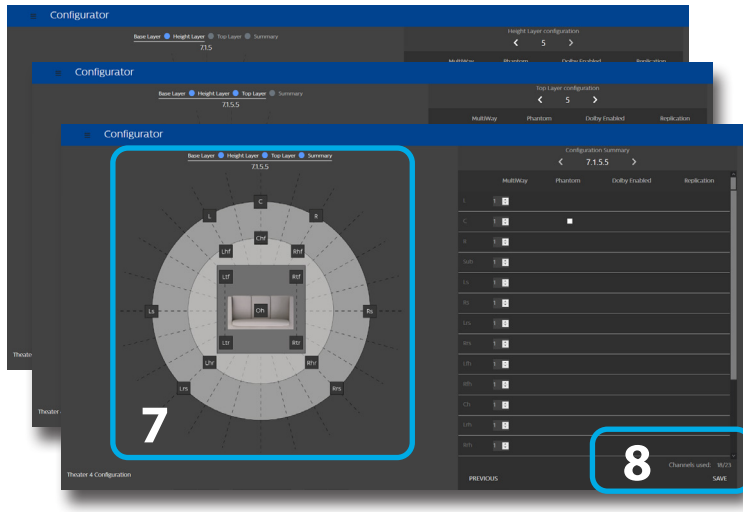 Configurator
Base Layer Height Layer Top Layer Summary
7.1.5
Height Layer configuration
5
MultiWay Phantom Dolby Enabled Replication
Theater
Configurator
Base Layer Height Layer Top Layer Summary
7.1.5.5
Top Layer configuration
5
MultiWay Phantom Dolby Enabled Replication
Theater
Configurator
Base Layer Height Layer Top Layer Summary
7.1.5.5
Configuration Summary
7.1.5.5
MultiWay Phantom Dolby Enabled Replication
L 1
C 1
R 1
Sub 1
Ls 1
Rs 1
Lrs 1
Rrs 1
Lfh 1
Rfh 1
Ch 1
Lrh 1
Rrh 1
C
L R
Chf
Lhf Rhf
Ltf Rtf
Ls Oh Rs
Ltr Rtr
Lhr Rhr
Lrs Rrs
7
8
Channels used: 18/23
Theater 4 Configuration
PREVIOUS
SAVE